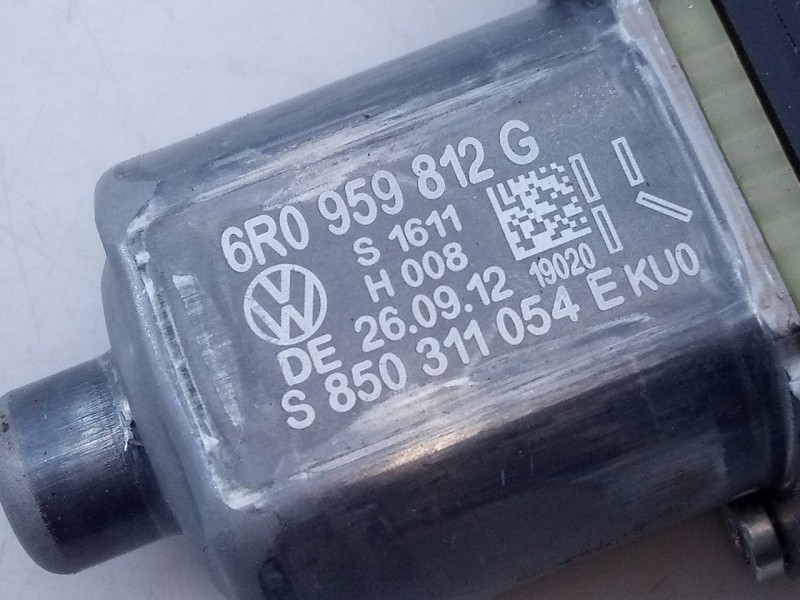 6R0 959 812 G
S 1611
H 008
DE 26.09.12 19020
S 850 311 054 E KU0